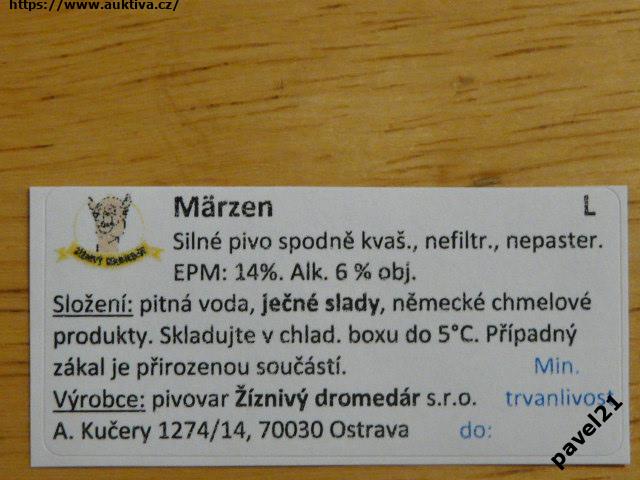 https://www.auktiva.cz/
Märzen L
Silné pivo spodně kvaš., nefiltr., nepaster.
EPM: 14%. Alk. 6 % obj.
ŽÍZNIVÝ DROMEDÁR
Složení: pitná voda, ječné slady, německé chmelové
produkty. Skladujte v chlad. boxu do 5°C. Případný
zákal je přirozenou součástí. Min.
Výrobce: pivovar Žíznivý dromedár s.r.o. trvanlivost
A. Kučery 1274/14, 70030 Ostrava do:
pavel21